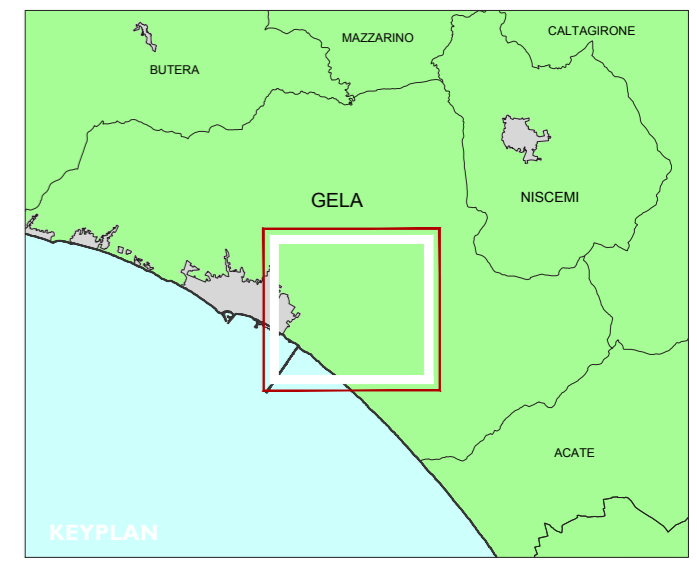 CALTAGIRONE
MAZZARINO
BUTERA
GELA
NISCEMI
ACATE
KEYPLAN